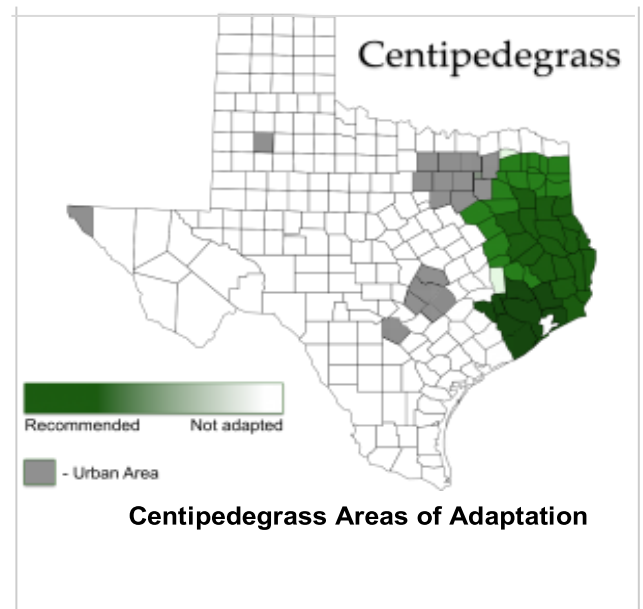 Centipedegrass
Recommended Not adapted
- Urban Area
Centipedegrass Areas of Adaptation